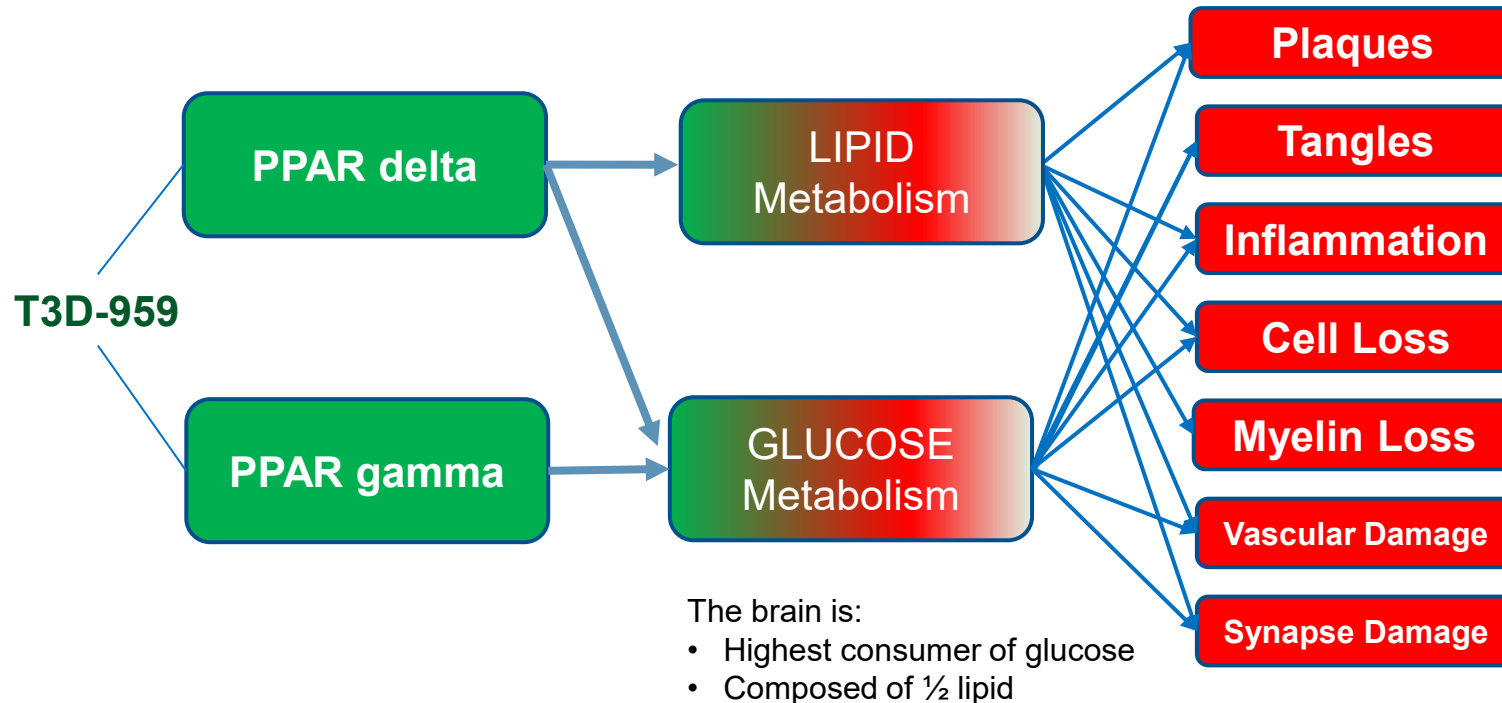 T3D-959
PPAR delta
PPAR gamma
LIPID
Metabolism
GLUCOSE
Metabolism
Plaques
Tangles
Inflammation
Cell Loss
Myelin Loss
Vascular Damage
Synapse Damage
The brain is:
• Highest consumer of glucose
• Composed of ½ lipid